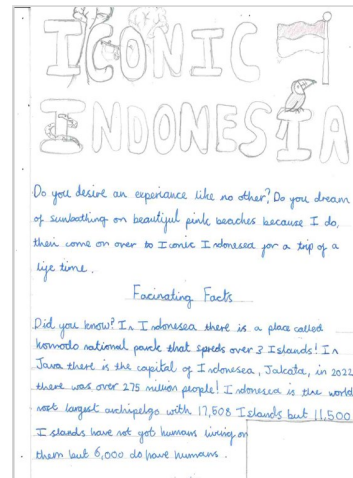 ICONIC
INDONESIA
Do you desire an experiance like no other? Do you dream
of sunbathing on beautiful pink beaches because I do,
then come on over to Iconic Indonesea for a trip of a
life time.
Facinating Facts
Did you know? In Indonesea there is a place called
komodo national parck that spreds over 3 Islands! In
Java there is the capital of Indonesea, Jakata, in 2022
there was over 275 million people! Indonesea is the world
most largest archipelgo with 17,508 Islands but 11,500
Islands have not got humans living on
them but 6,000 do have humans.